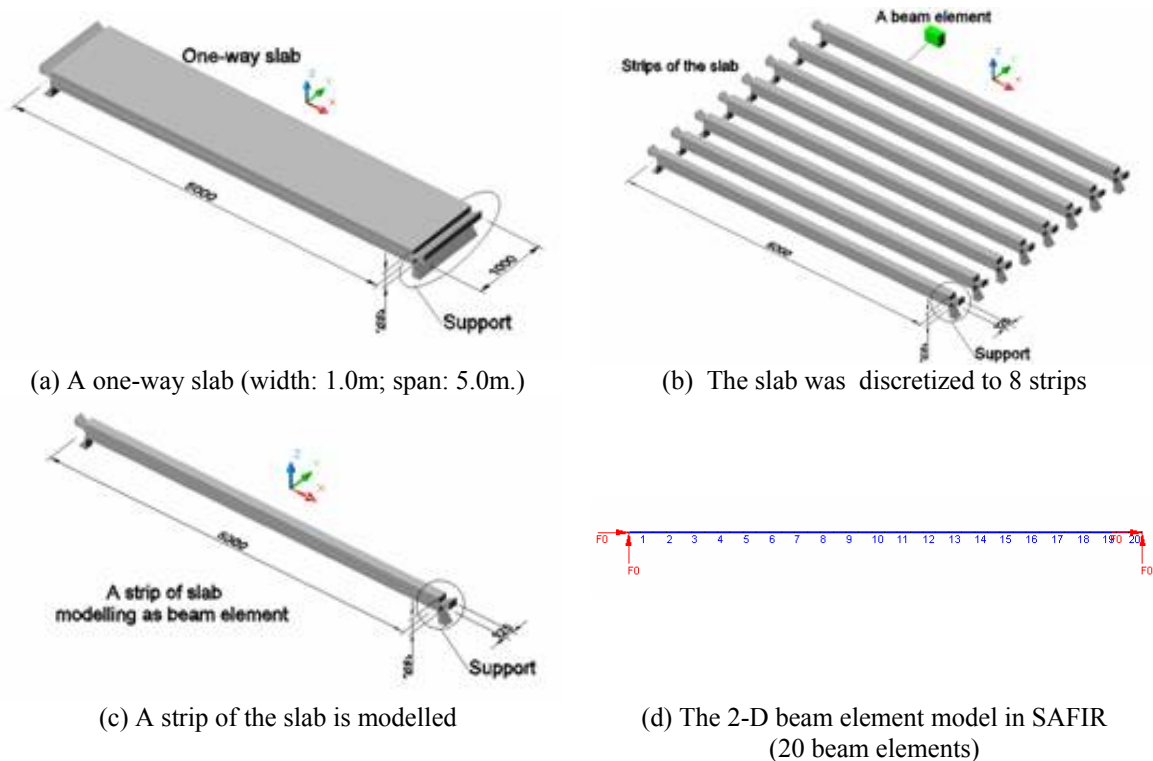 One-way slab
1000
Support
(a) A one-way slab (width: 1.0m; span: 5.0m.)
A beam element
Strips of the slab
Support
(b) The slab was discretized to 8 strips
A strip of slab
modelling as beam element
Support
(c) A strip of the slab is modelled
F0 1 2 3 4 5 6 7 8 9 10 11 12 13 14 15 16 17 18 19 F0 20
F0 F0
(d) The 2-D beam element model in SAFIR
(20 beam elements)